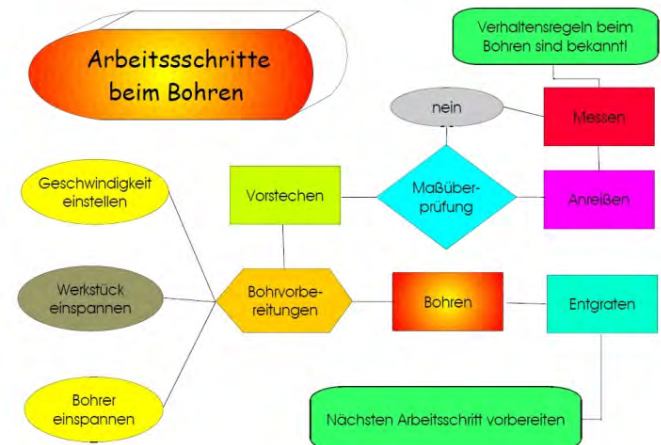 Arbeitssschritte
beim Bohren
Verhaltensregeln beim
Bohren sind bekannt!
nein
Messen
Geschwindigkeit
einstellen
Vorstechen
Maßüber-
prüfung
Anreißen
Werkstück
einspannen
Bohrvorbe-
reitungen
Bohren
Entgraten
Bohrer
einspannen
Nächsten Arbeitsschritt vorbereiten